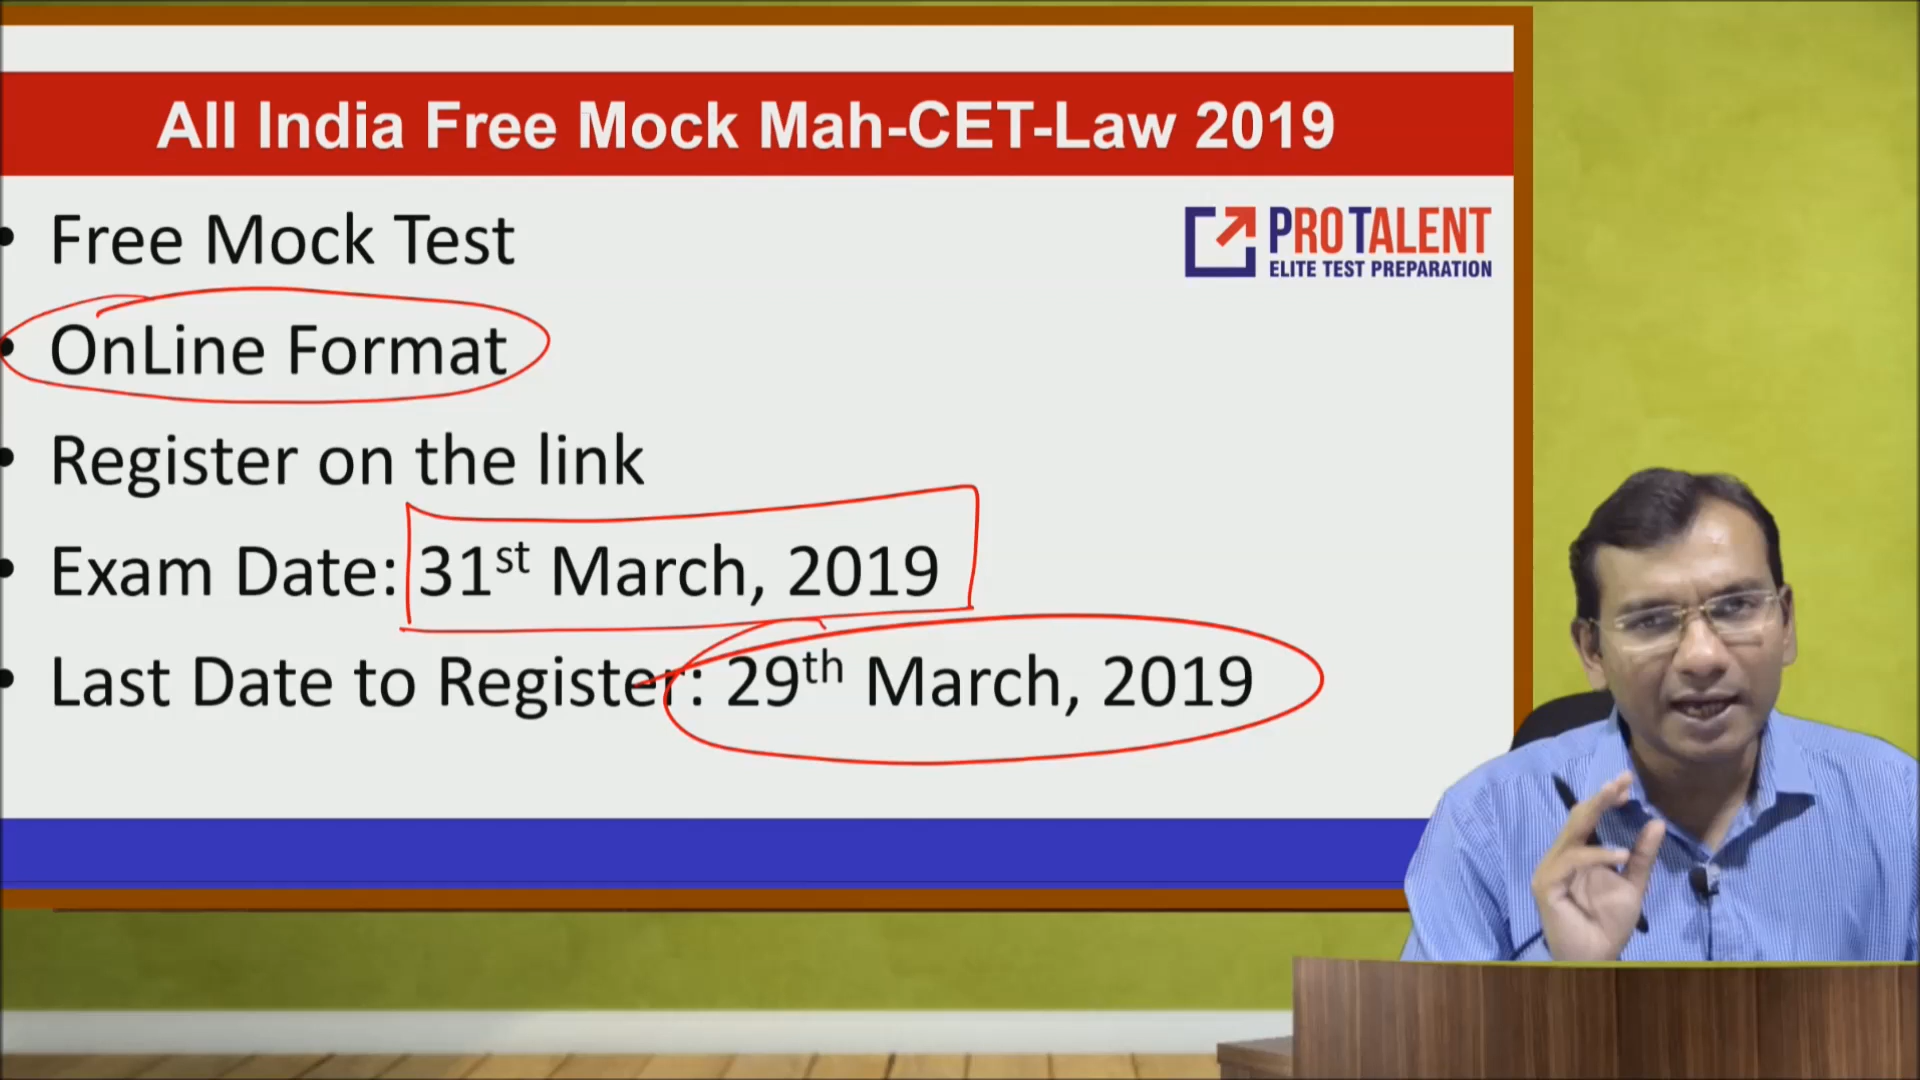 All India Free Mock Mah-CET-Law 2019
PROTALENT
ELITE TEST PREPARATION
• Free Mock Test
• OnLine Format
• Register on the link
• Exam Date: 31st March, 2019
• Last Date to Register: 29th March, 2019